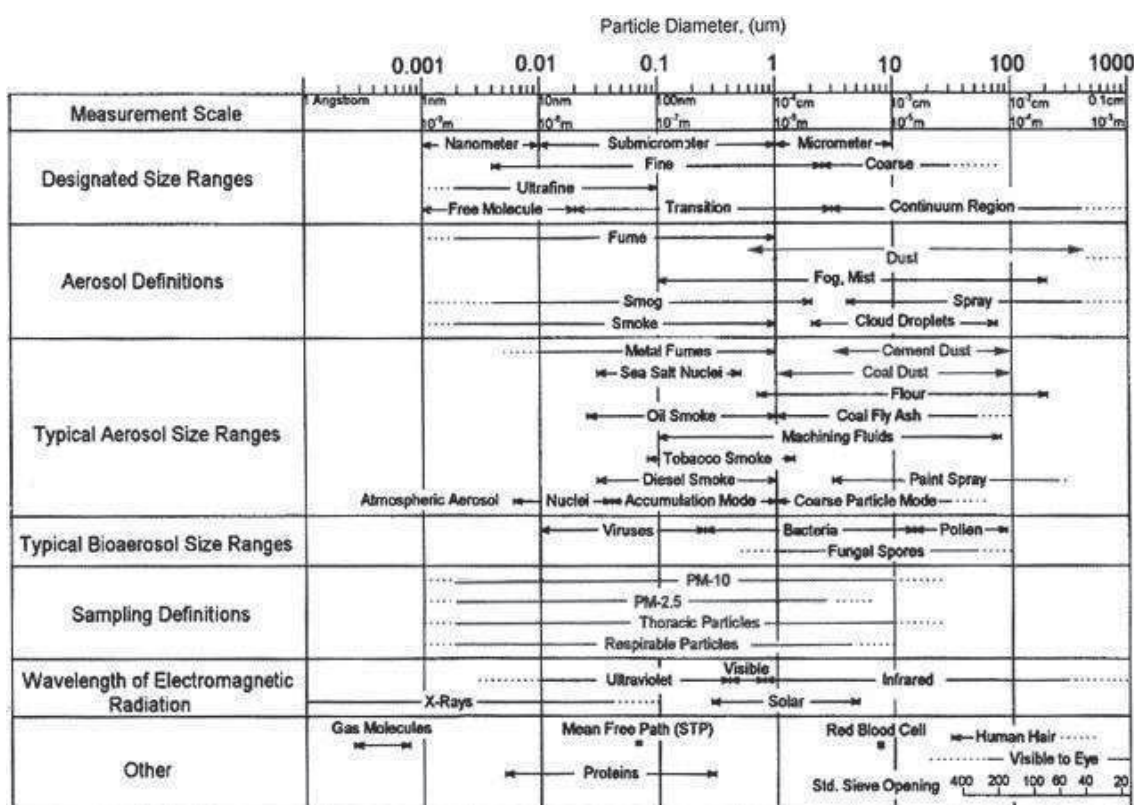 Particle Diameter, (um)
0.001 0.01 0.1 1 10 100 1000
Measurement Scale
1 Angstrom 1nm 10nm 100nm 10⁻⁴cm 10⁻³cm 0.1cm
10⁻⁹m 10⁻⁸m 10⁻⁷m 10⁻⁶m 10⁻⁵m 10⁻⁴m 10⁻³m
Designated Size Ranges
Nanometer Submicrometer Micrometer
Fine Coarse
Ultrafine
Free Molecule Transition Continuum Region
Aerosol Definitions
Fume
Dust
Fog, Mist
Smog Spray
Smoke Cloud Droplets
Typical Aerosol Size Ranges
Metal Fumes Cement Dust
Sea Salt Nuclei Coal Dust
Flour
Oil Smoke Coal Fly Ash
Machining Fluids
Tobacco Smoke
Diesel Smoke Paint Spray
Atmospheric Aerosol Nuclei Accumulation Mode Coarse Particle Mode
Typical Bioaerosol Size Ranges
Viruses Bacteria Pollen
Fungal Spores
Sampling Definitions
PM-10
PM-2.5
Thoracic Particles
Respirable Particles
Wavelength of Electromagnetic
Radiation
Visible
Ultraviolet Infrared
X-Rays Solar
Other
Gas Molecules Mean Free Path (STP) Red Blood Cell
Human Hair
Visible to Eye
Proteins
Std. Sieve Opening 400 200 100 60 40 20